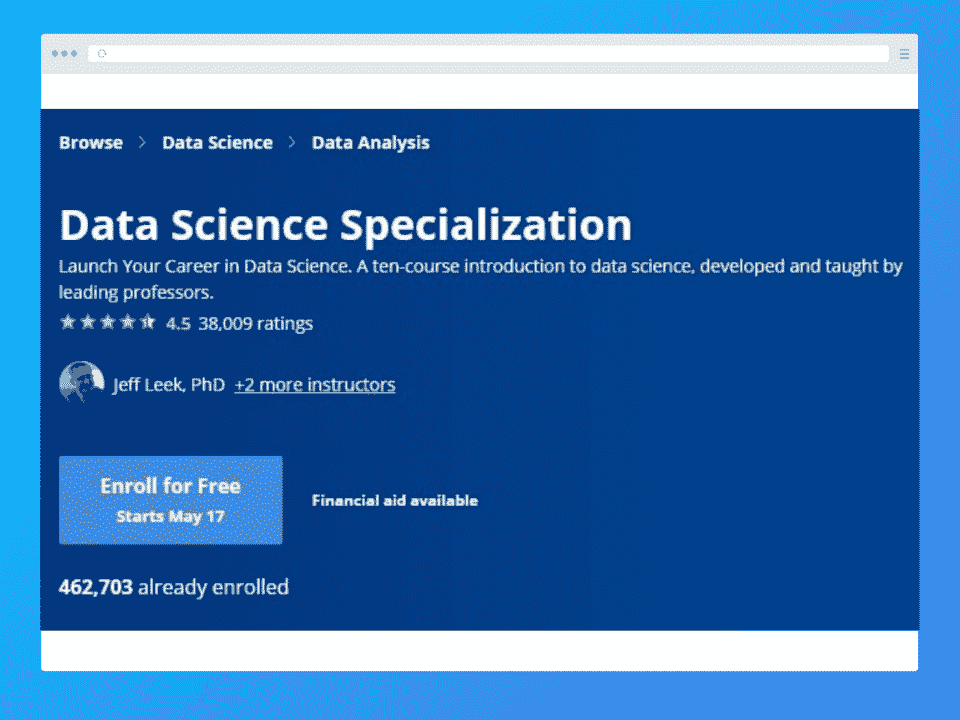 Browse > Data Science > Data Analysis
Data Science Specialization
Launch Your Career in Data Science. A ten-course introduction to data science, developed and taught by
leading professors.
4.5 38,009 ratings
Jeff Leek, PhD +2 more instructors
Enroll for Free
Starts May 17
Financial aid available
462,703 already enrolled